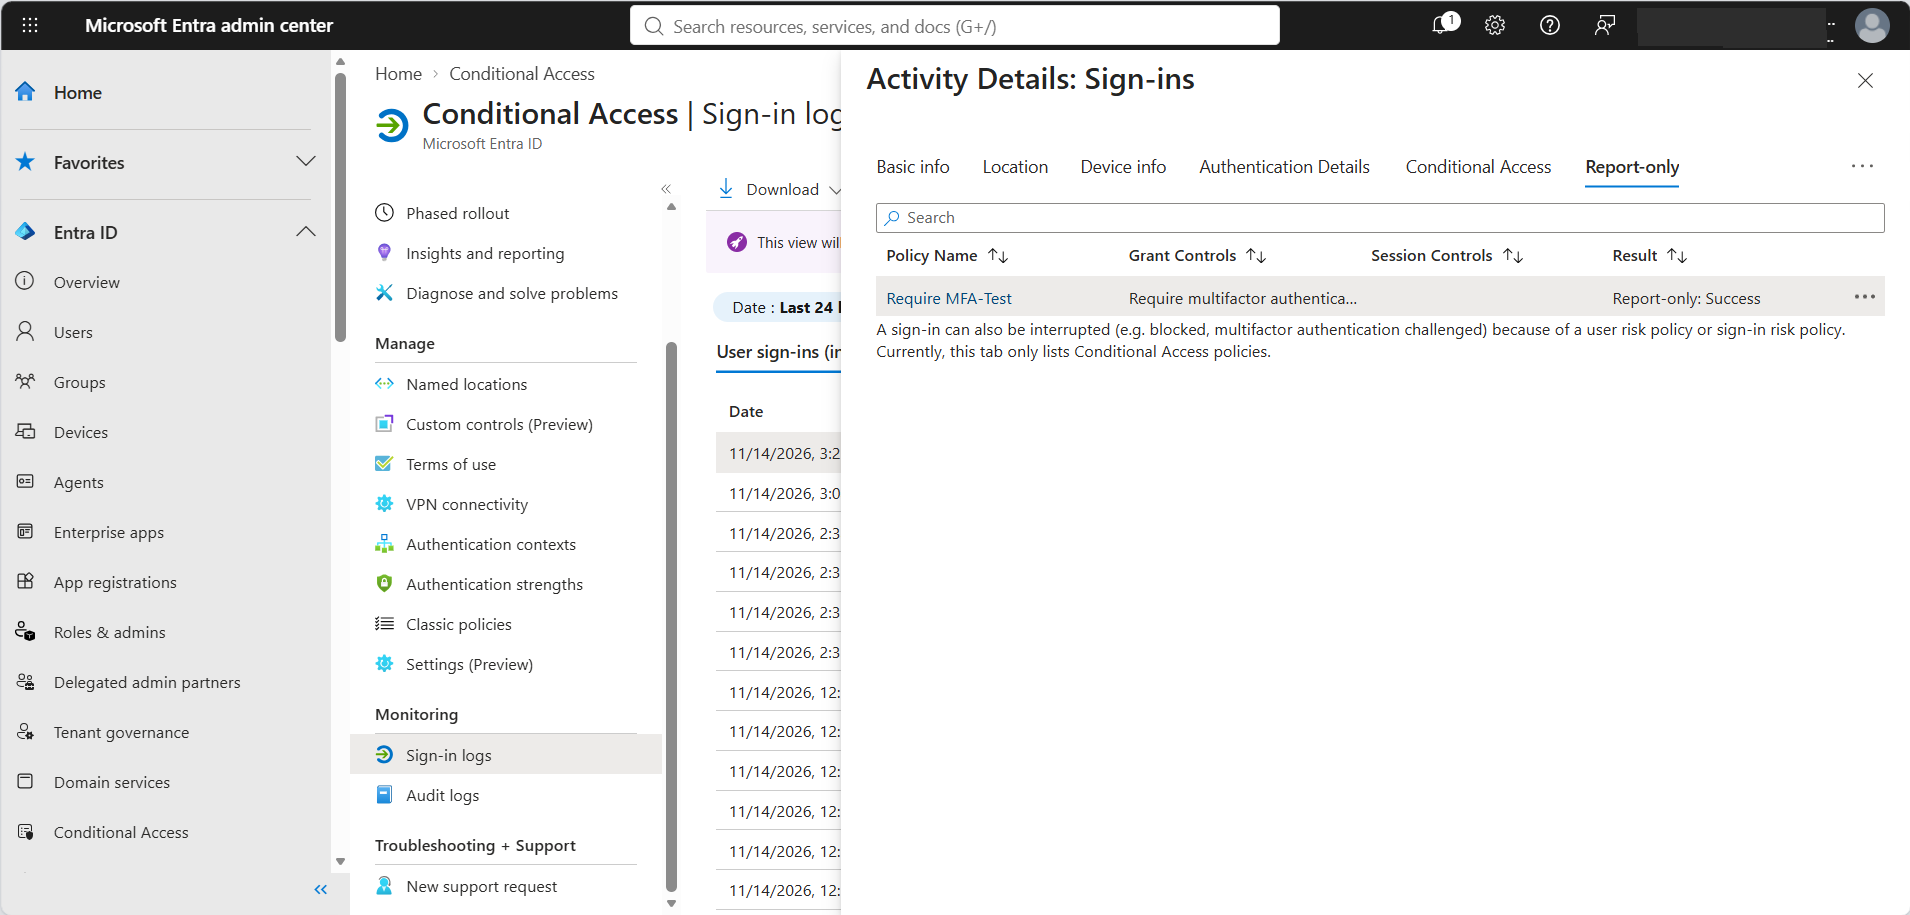 Microsoft Entra admin center
Search resources, services, and docs (G+/)
1
Home
Favorites
Entra ID
Overview
Users
Groups
Devices
Agents
Enterprise apps
App registrations
Roles & admins
Delegated admin partners
Tenant governance
Domain services
Conditional Access
Home > Conditional Access
Conditional Access | Sign-in log
Microsoft Entra ID
Phased rollout
Insights and reporting
Diagnose and solve problems
Manage
Named locations
Custom controls (Preview)
Terms of use
VPN connectivity
Authentication contexts
Authentication strengths
Classic policies
Settings (Preview)
Monitoring
Sign-in logs
Audit logs
Troubleshooting + Support
New support request
Download
This view will
Date : Last 24
User sign-ins (in
Date
11/14/2026, 3:2
11/14/2026, 3:0
11/14/2026, 2:3
11/14/2026, 2:3
11/14/2026, 2:3
11/14/2026, 2:3
11/14/2026, 12:
11/14/2026, 12:
11/14/2026, 12:
11/14/2026, 12:
11/14/2026, 12:
11/14/2026, 12:
Activity Details: Sign-ins
Basic info Location Device info Authentication Details Conditional Access Report-only
Search
Policy Name Grant Controls Session Controls Result
Require MFA-Test Require multifactor authentica... Report-only: Success
A sign-in can also be interrupted (e.g. blocked, multifactor authentication challenged) because of a user risk policy or sign-in risk policy.
Currently, this tab only lists Conditional Access policies.